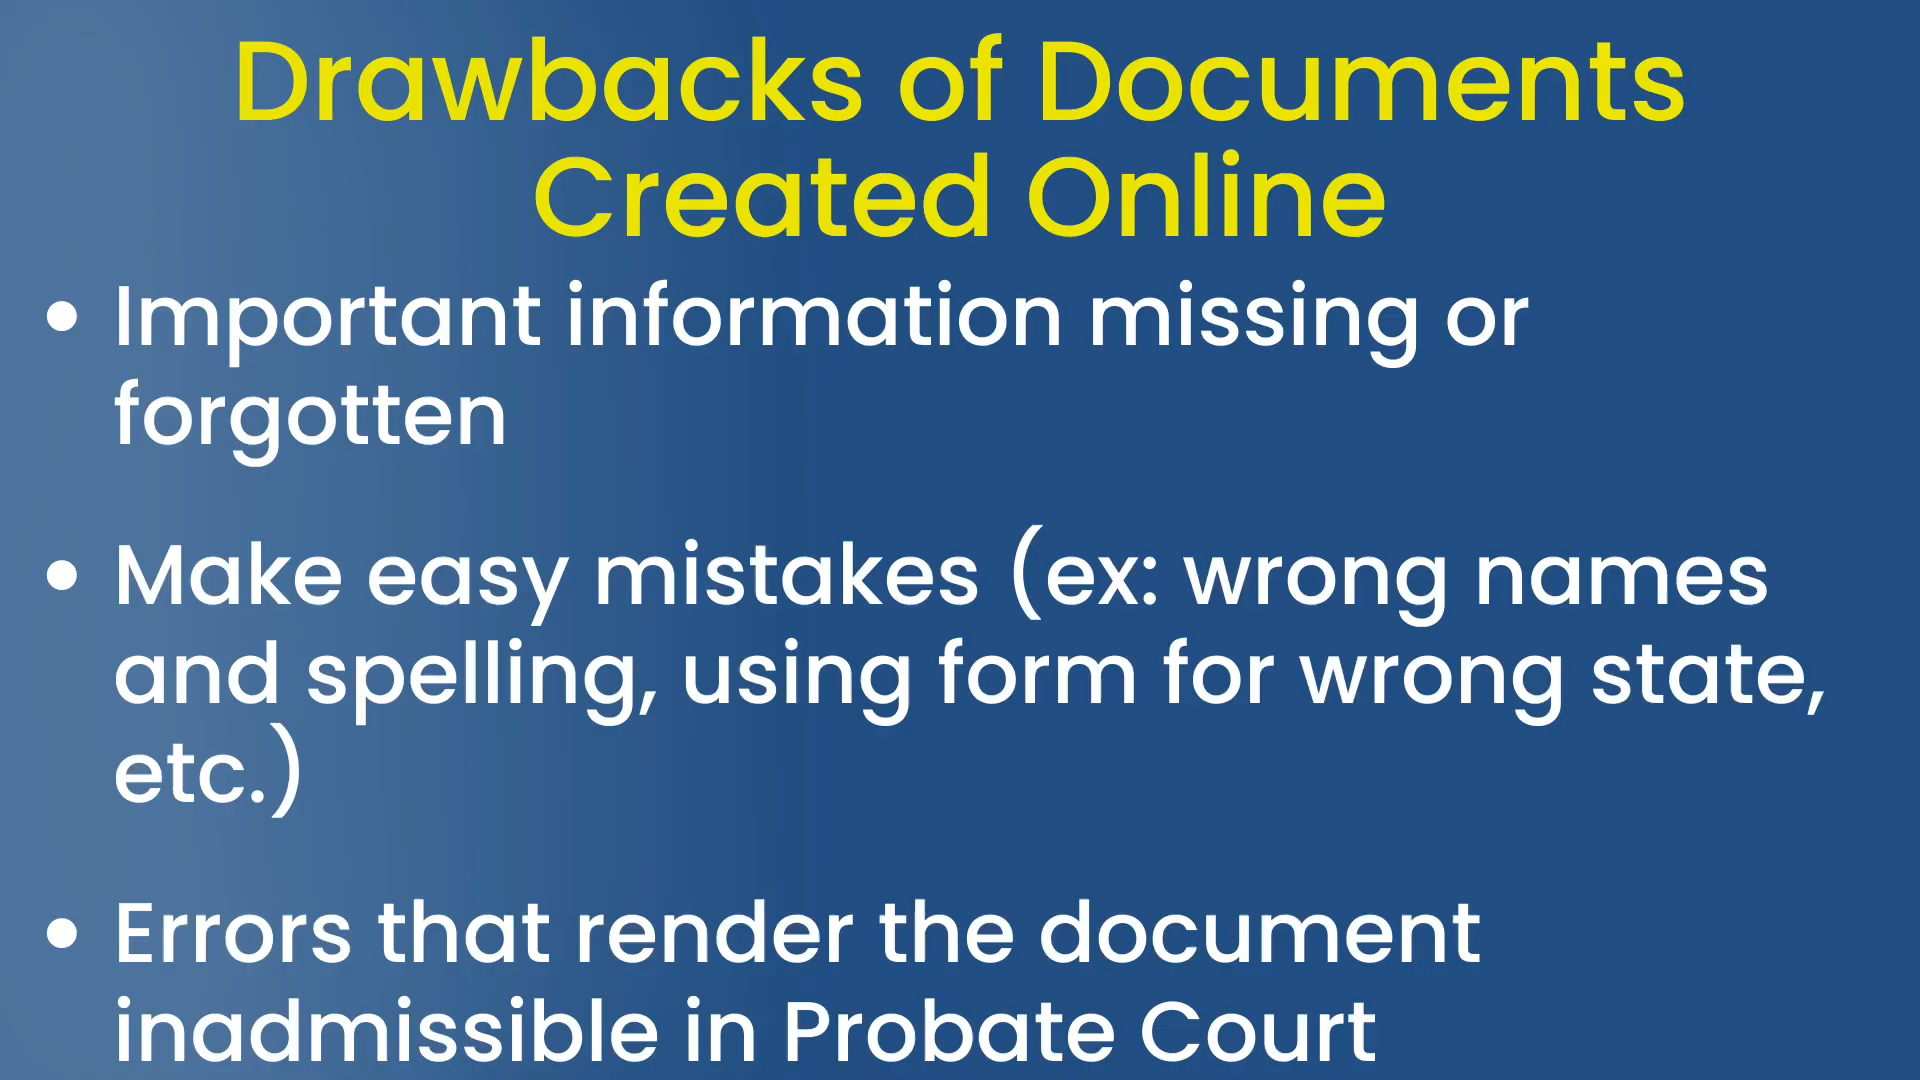 Drawbacks of Documents
Created Online
• Important information missing or
forgotten
• Make easy mistakes (ex: wrong names
and spelling, using form for wrong state,
etc.)
• Errors that render the document
inadmissible in Probate Court